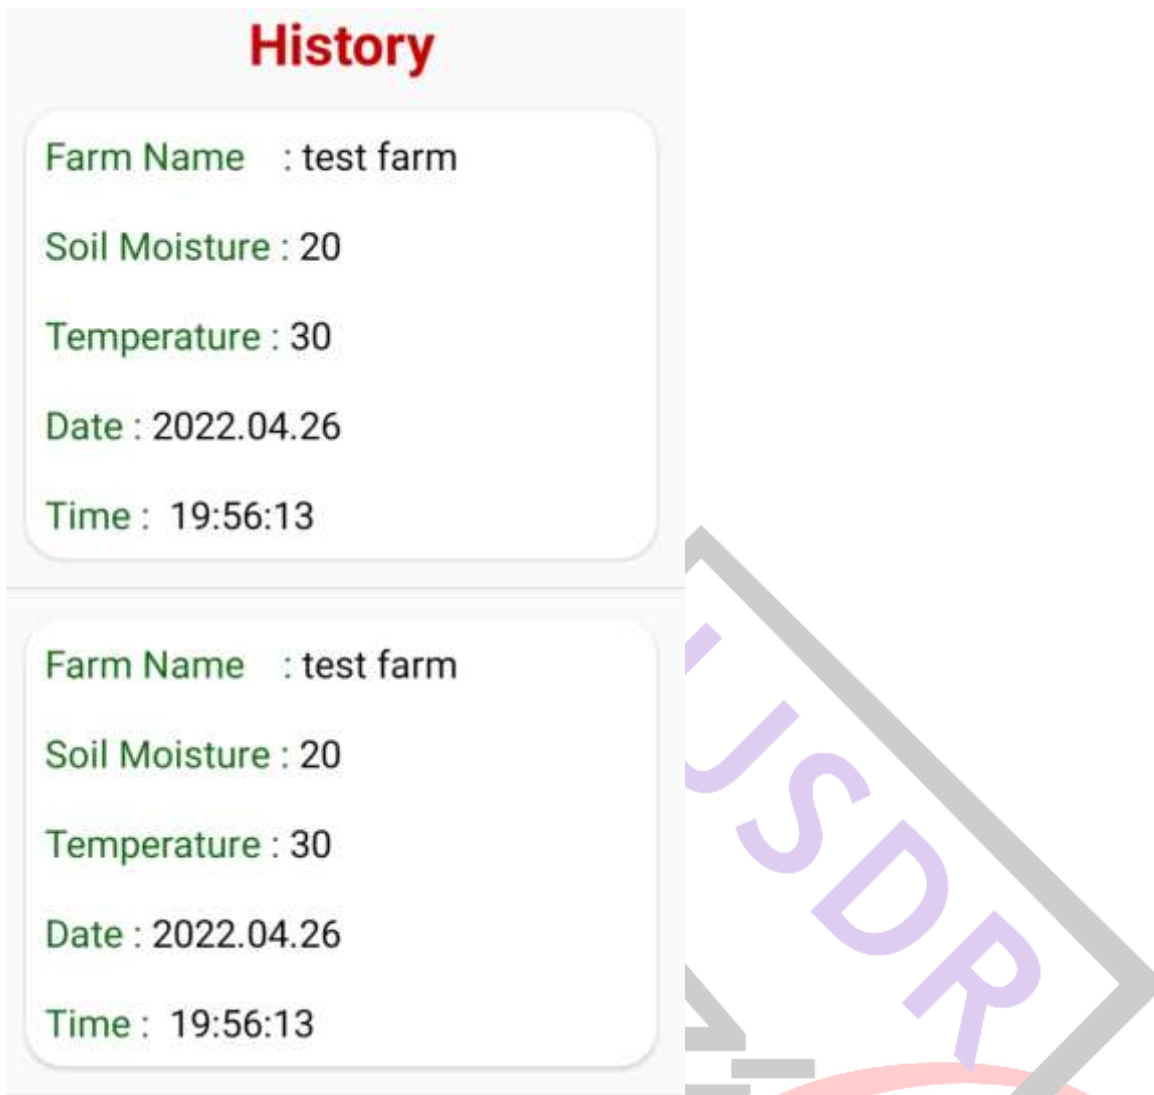 History
Farm Name : test farm
Soil Moisture : 20
Temperature : 30
Date : 2022.04.26
Time : 19:56:13
Farm Name : test farm
Soil Moisture : 20
Temperature : 30
Date : 2022.04.26
Time : 19:56:13
JSDR